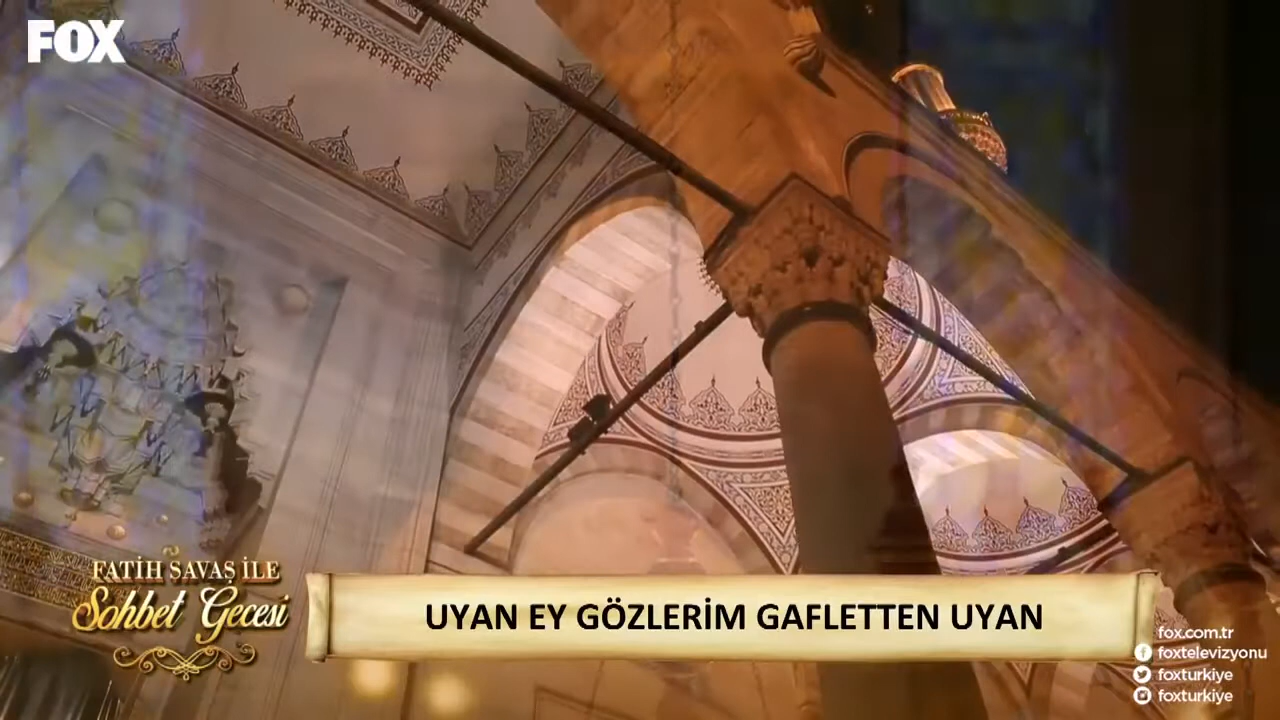 FOX
FATİH SAVAŞ İLE
Sohbet Gecesi
UYAN EY GÖZLERİM GAFLETTEN UYAN
fox.com.tr
foxtelevizyonu
foxturkiye
foxturkiye